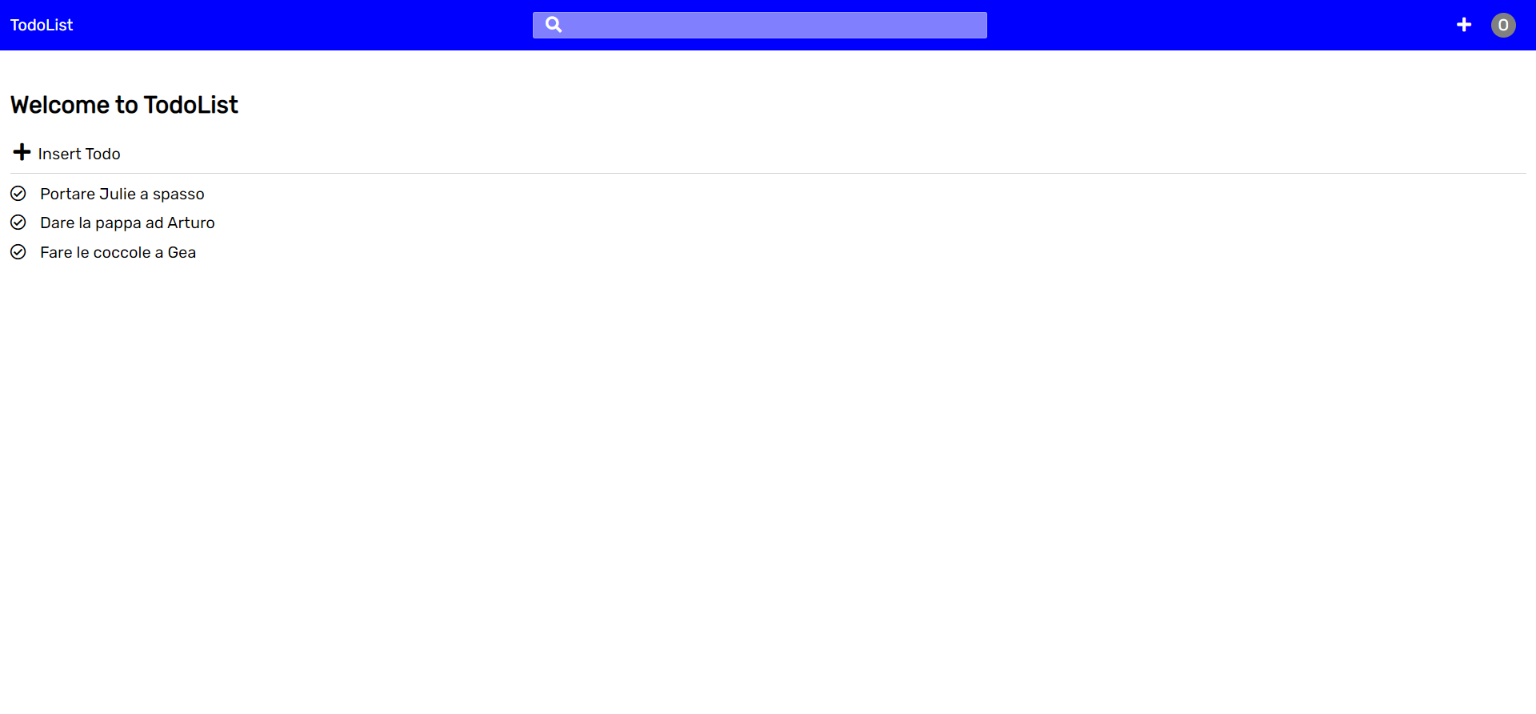 TodoList
O
Welcome to TodoList
Insert Todo
Portare Julie a spasso
Dare la pappa ad Arturo
Fare le coccole a Gea